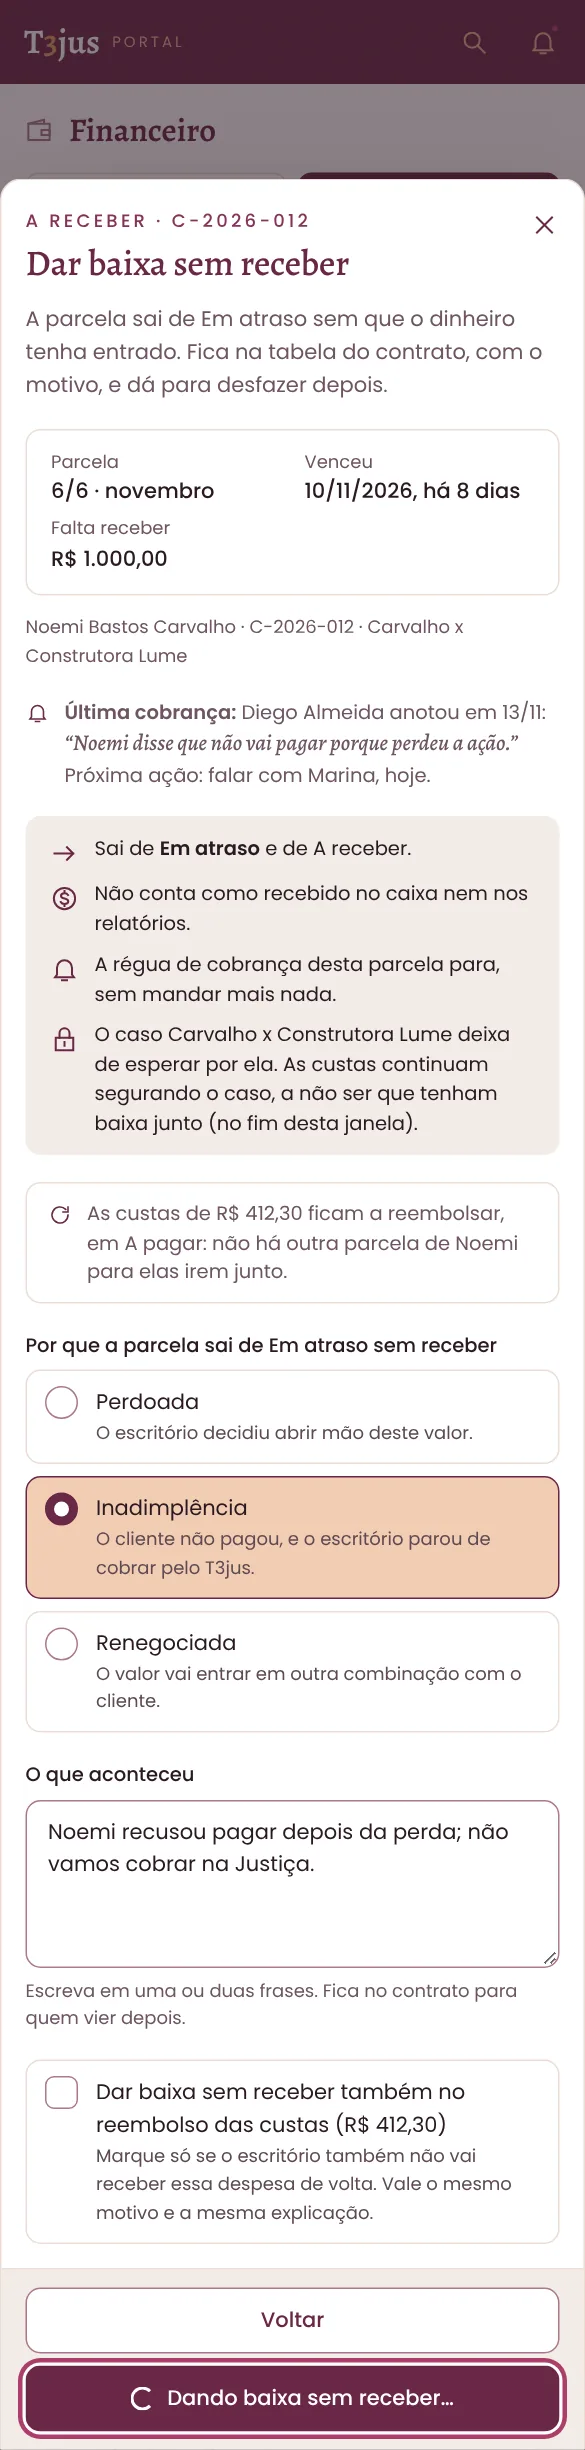 T3jus PORTAL
Financeiro
A RECEBER · C-2026-012
Dar baixa sem receber
A parcela sai de Em atraso sem que o dinheiro
tenha entrado. Fica na tabela do contrato, com o
motivo, e dá para desfazer depois.
Parcela
6/6 · novembro
Venceu
10/11/2026, há 8 dias
Falta receber
R$ 1.000,00
Noemi Bastos Carvalho · C-2026-012 · Carvalho x
Construtora Lume
Última cobrança: Diego Almeida anotou em 13/11:
“Noemi disse que não vai pagar porque perdeu a ação.”
Próxima ação: falar com Marina, hoje.
Sai de Em atraso e de A receber.
Não conta como recebido no caixa nem nos
relatórios.
A régua de cobrança desta parcela para,
sem mandar mais nada.
O caso Carvalho x Construtora Lume deixa
de esperar por ela. As custas continuam
segurando o caso, a não ser que tenham
baixa junto (no fim desta janela).
As custas de R$ 412,30 ficam a reembolsar,
em A pagar: não há outra parcela de Noemi
para elas irem junto.
Por que a parcela sai de Em atraso sem receber
Perdoada
O escritório decidiu abrir mão deste valor.
Inadimplência
O cliente não pagou, e o escritório parou de
cobrar pelo T3jus.
Renegociada
O valor vai entrar em outra combinação com o
cliente.
O que aconteceu
Noemi recusou pagar depois da perda; não
vamos cobrar na Justiça.
Escreva em uma ou duas frases. Fica no contrato para
quem vier depois.
Dar baixa sem receber também no
reembolso das custas (R$ 412,30)
Marque só se o escritório também não vai
receber essa despesa de volta. Vale o mesmo
motivo e a mesma explicação.
Voltar
Dando baixa sem receber…